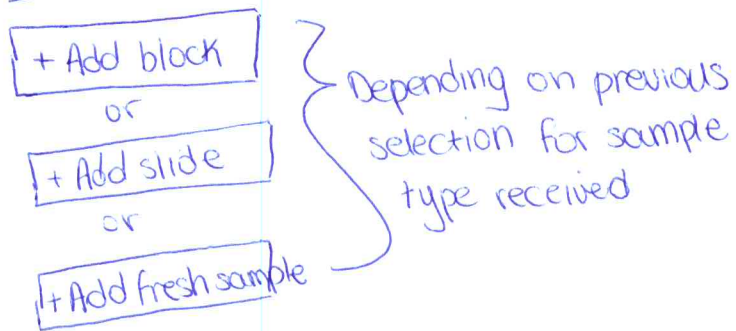 + Add block
or
+ Add slide
or
+ Add fresh sample
Depending on previous
selection for sample
type received